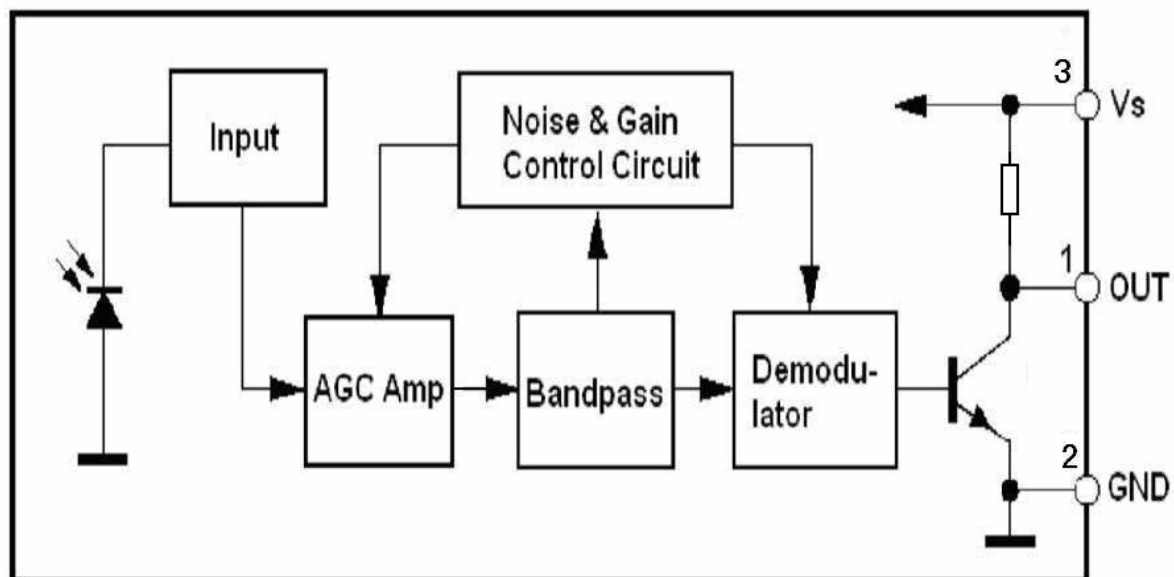 Input
Noise & Gain
Control Circuit
3
Vs
1
OUT
AGC Amp
Bandpass
Demodu-
lator
2
GND